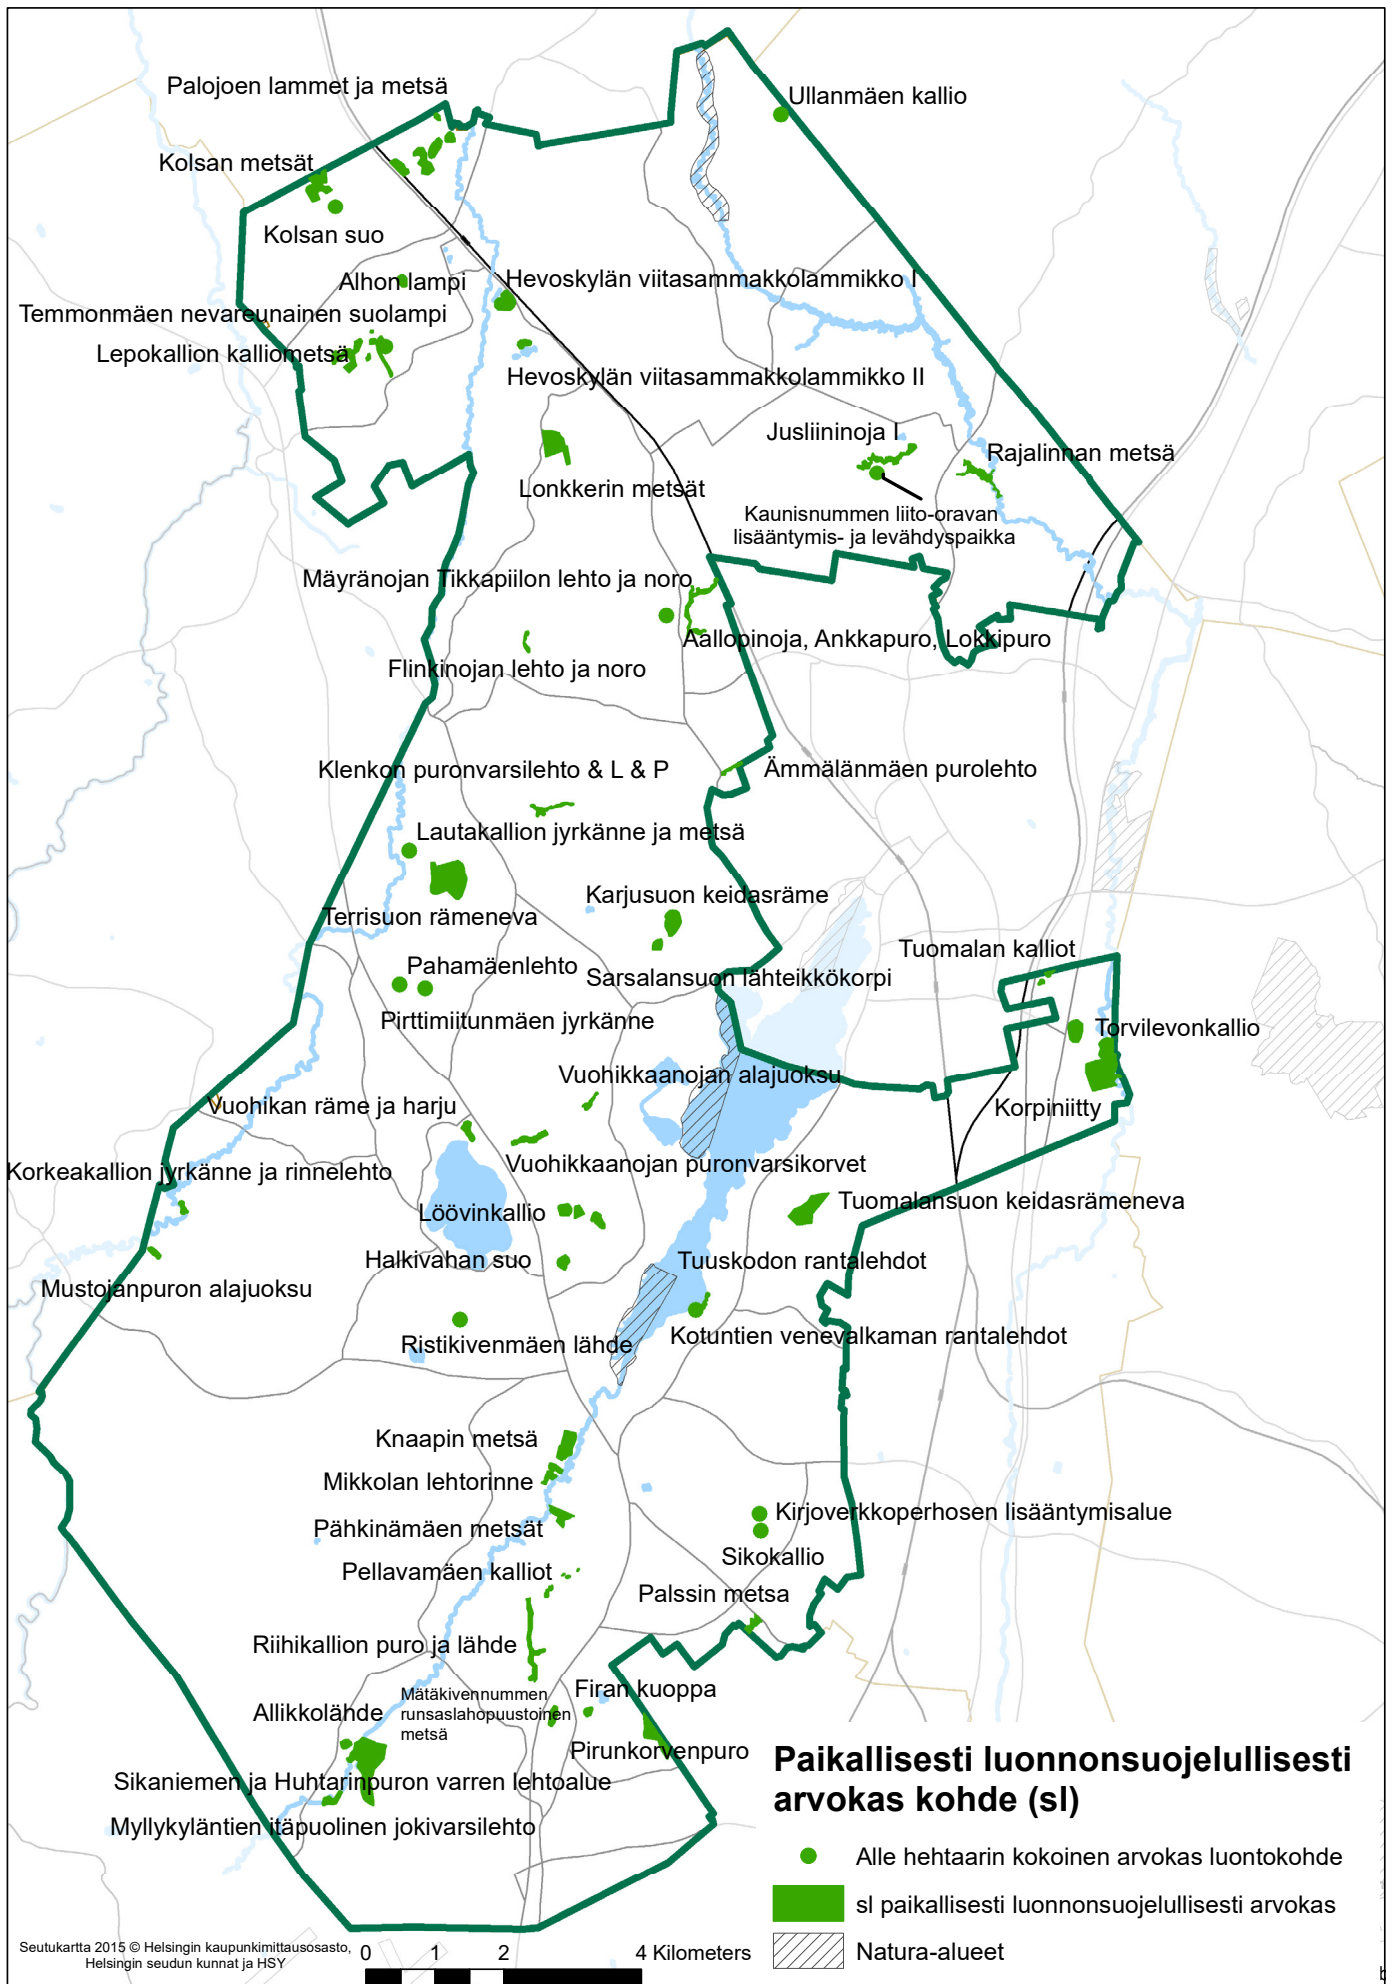 Palojoen lammet ja metsä
Ullanmäen kallio
Kolsan metsät
Kolsan suo
Alhon lampi
Hevoskylän viitasammakkolammikko I
Temmonmäen nevareunainen suolampi
Lepokallion kalliometsä
Hevoskylän viitasammakkolammikko II
Jusliininoja I
Rajalinnan metsä
Lonkkerin metsät
Kaunisnummen liito-oravan
lisääntymis- ja levähdyspaikka
Mäyränojan Tikkapiilon lehto ja noro
Aallopinoja, Ankkapuro, Lokkipuro
Flinkinojan lehto ja noro
Klenkon puronvarsilehto & L & P
Ämmälänmäen purolehto
Lautakallion jyrkänne ja metsä
Karjusuon keidasräme
Terrisuon rämeneva
Tuomalan kalliot
Pahamäenlehto
Sarsalansuon lähteikkökorpi
Pirttimiitunmäen jyrkänne
Torvilevonkallio
Vuohikkaanojan alajuoksu
Vuohikan räme ja harju
Korpiniitty
Vuohikkaanojan puronvarsikorvet
Korkeakallion jyrkänne ja rinnelehto
Tuomalansuon keidasrämeneva
Löövinkallio
Halkivahan suo
Tuuskodon rantalehdot
Mustojanpuron alajuoksu
Kotuntien venevalkaman rantalehdot
Ristikivenmäen lähde
Knaapin metsä
Mikkolan lehtorinne
Kirjoverkkoperhosen lisääntymisalue
Pähkinämäen metsät
Sikokallio
Pellavamäen kalliot
Palssin metsa
Riihikallion puro ja lähde
Firan kuoppa
Mätäkivennummen
runsaslahopuustoinen
metsä
Allikkolähde
Pirunkorvenpuro
Sikaniemen ja Huhtarinpuron varren lehtoalue
Myllykyläntien itäpuolinen jokivarsilehto
Paikallisesti luonnonsuojelullisesti
arvokas kohde (sl)
Alle hehtaarin kokoinen arvokas luontokohde
sl paikallisesti luonnonsuojelullisesti arvokas
Natura-alueet
Seutukartta 2015 © Helsingin kaupunkimittausosasto,
Helsingin seudun kunnat ja HSY
0 1 2 4 Kilometers